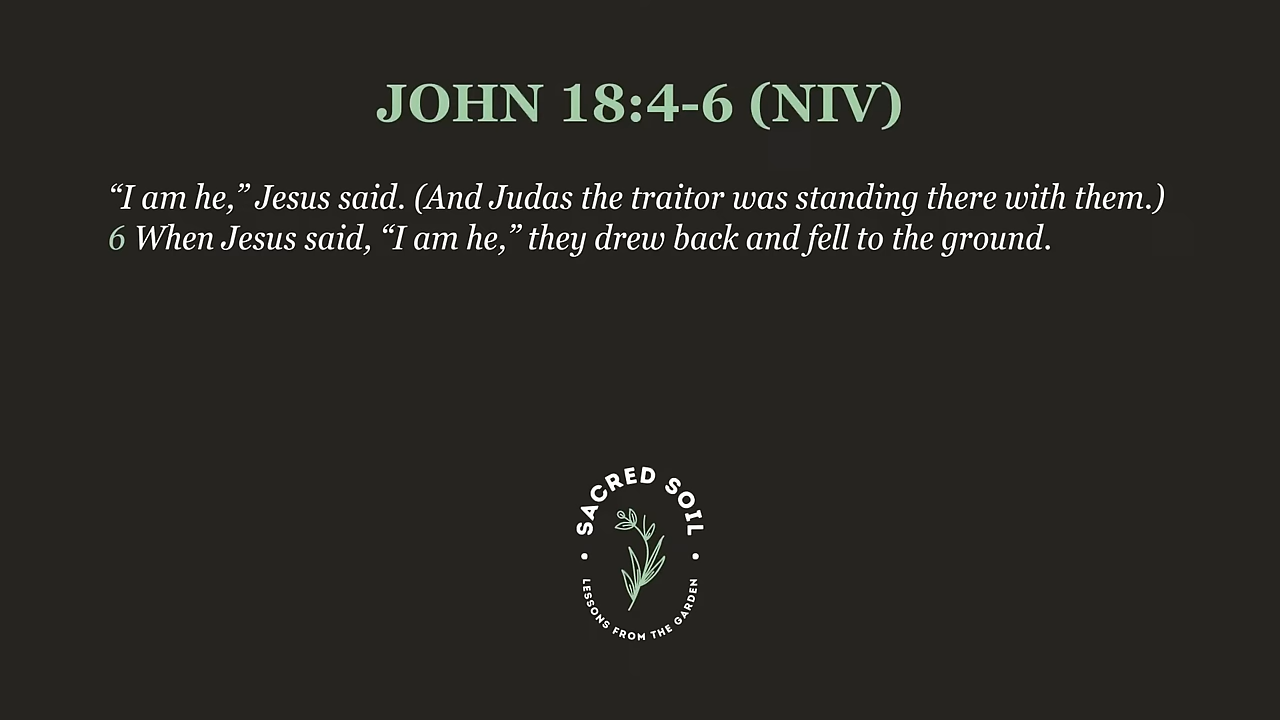 JOHN 18:4-6 (NIV)
“I am he,” Jesus said. (And Judas the traitor was standing there with them.)
6 When Jesus said, “I am he,” they drew back and fell to the ground.
SACRED SOIL
LESSONS FROM THE GARDEN